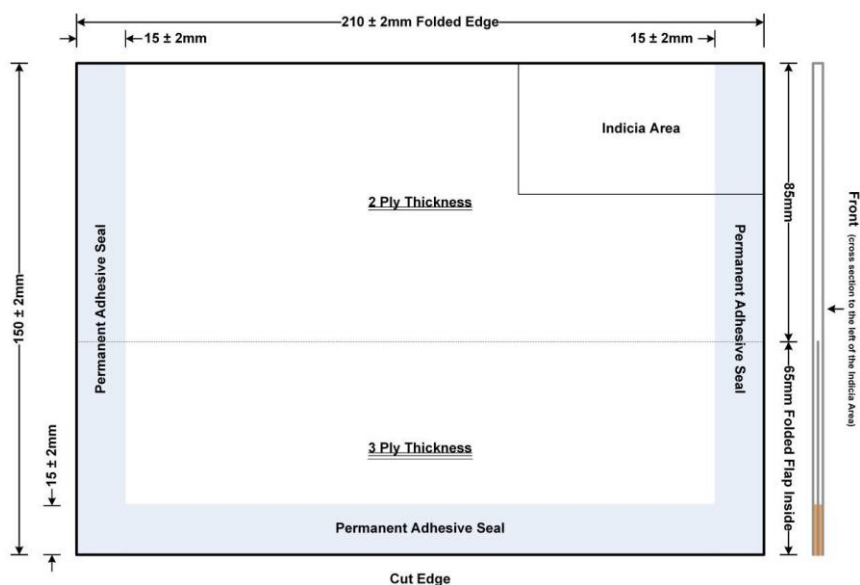 210 ± 2mm Folded Edge
15 ± 2mm
15 ± 2mm
Indicia Area
2 Ply Thickness
85mm
Front (cross section to the left of the Indicia Area)
Permanent Adhesive Seal
Permanent Adhesive Seal
150 ± 2mm
3 Ply Thickness
65mm Folded Flap Inside
15 ± 2mm
Permanent Adhesive Seal
Cut Edge